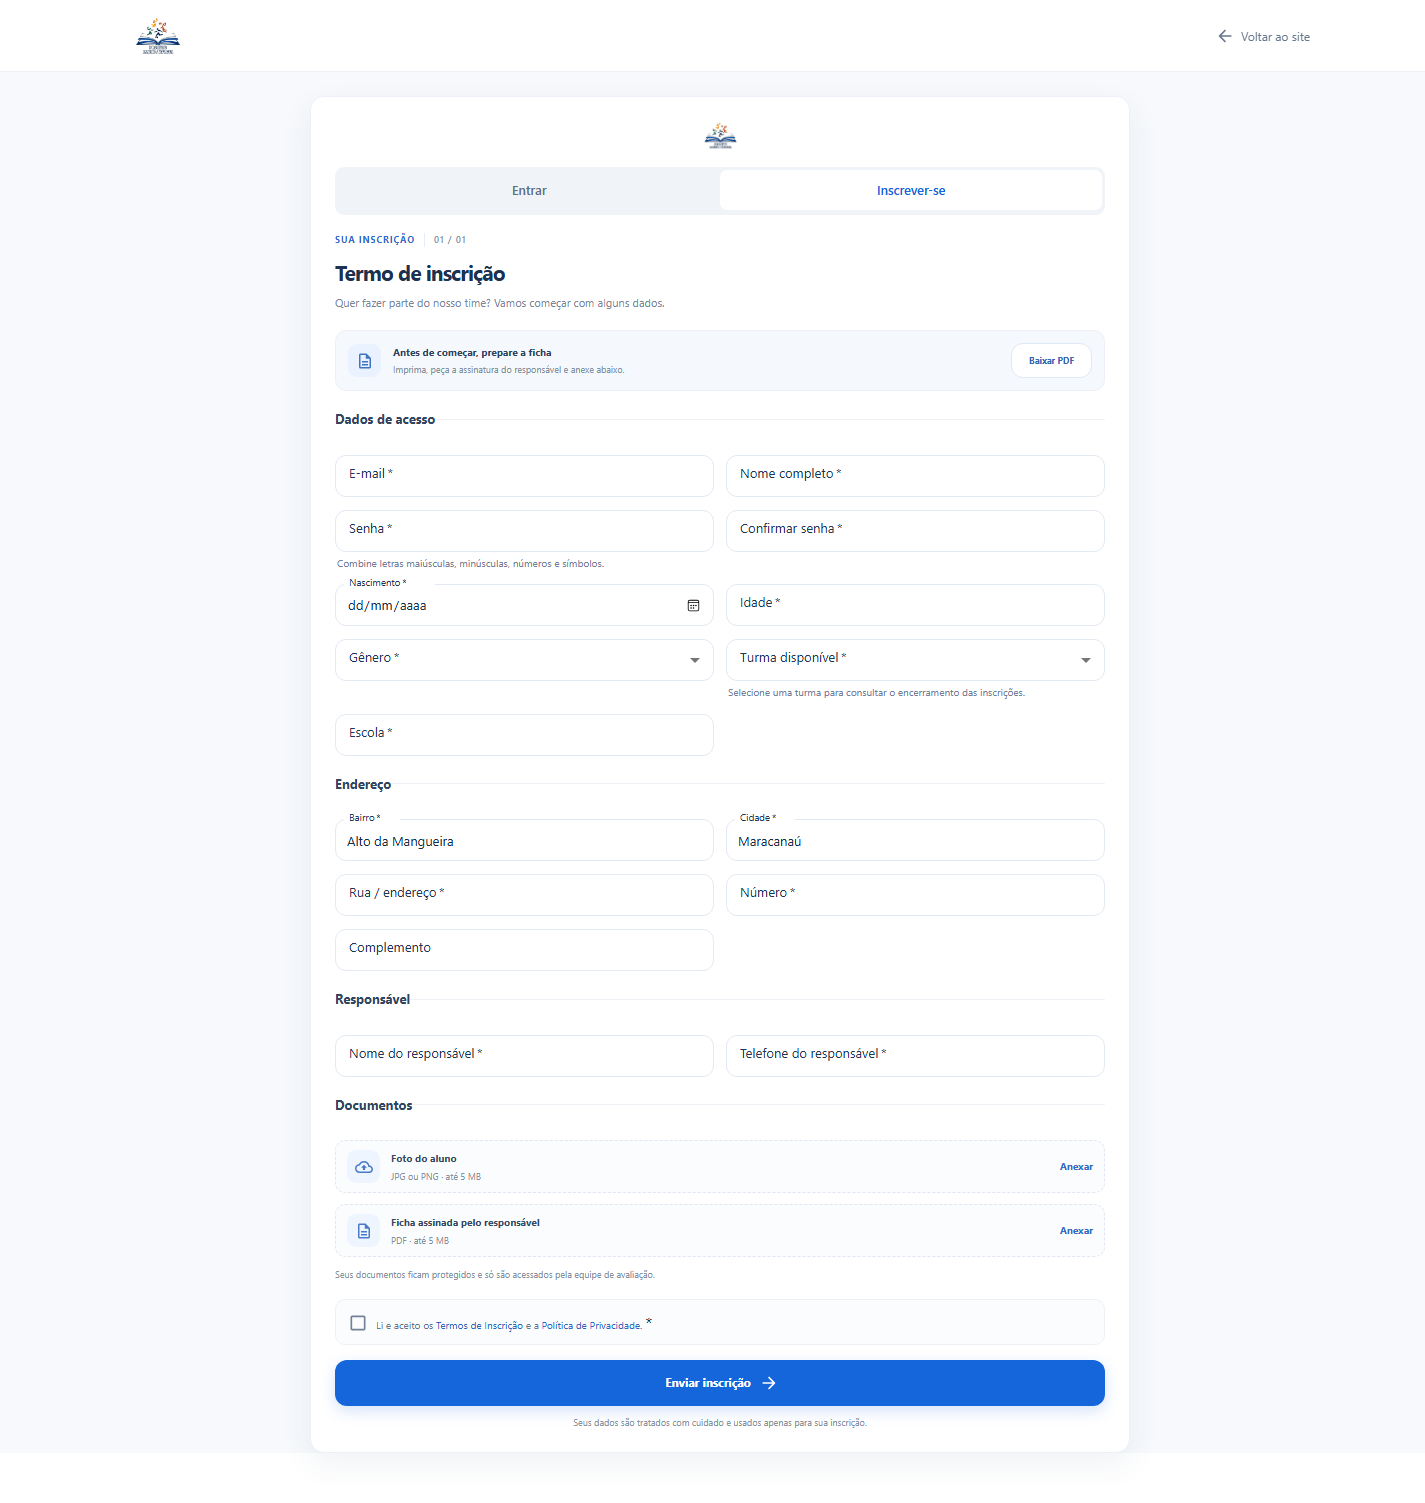 Voltar ao site
Entrar
Inscrever-se
SUA INSCRIÇÃO
01 / 01
Termo de inscrição
Quer fazer parte do nosso time? Vamos começar com alguns dados.
Antes de começar, prepare a ficha
Imprima, peça a assinatura do responsável e anexe abaixo.
Baixar PDF
Dados de acesso
E-mail *
Nome completo *
Senha *
Confirmar senha *
Combine letras maiúsculas, minúsculas, números e símbolos.
Nascimento *
dd/mm/aaaa
Idade *
Gênero *
Turma disponível *
Selecione uma turma para consultar o encerramento das inscrições.
Escola *
Endereço
Bairro *
Alto da Mangueira
Cidade *
Maracanaú
Rua / endereço *
Número *
Complemento
Responsável
Nome do responsável *
Telefone do responsável *
Documentos
Foto do aluno
JPG ou PNG · até 5 MB
Anexar
Ficha assinada pelo responsável
PDF · até 5 MB
Anexar
Seus documentos ficam protegidos e só são acessados pela equipe de avaliação.
Li e aceito os Termos de Inscrição e a Política de Privacidade. *
Enviar inscrição
Seus dados são tratados com cuidado e usados apenas para sua inscrição.